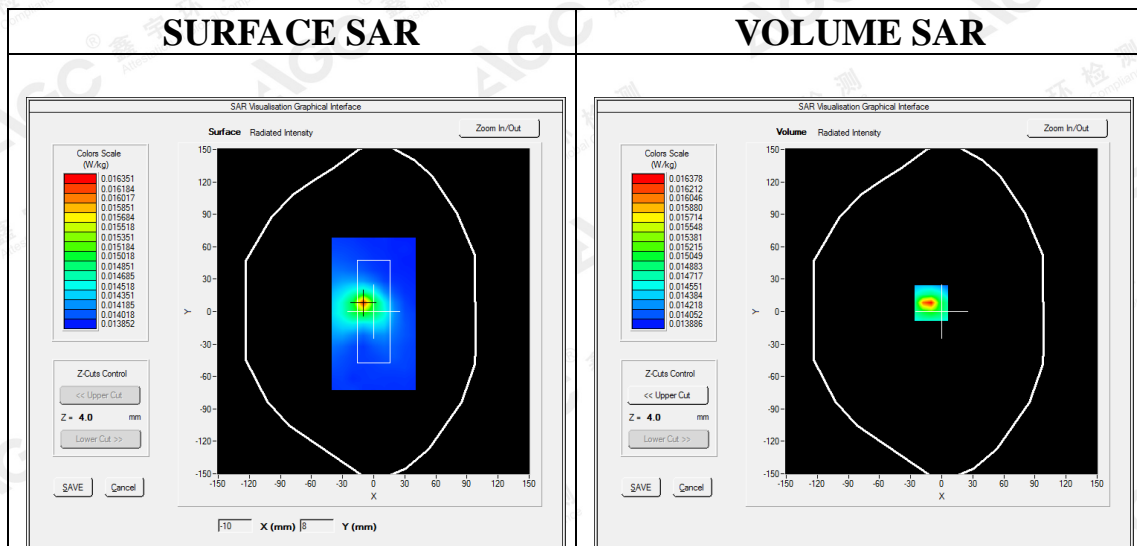 SURFACE SAR
VOLUME SAR
SAR Visualisation Graphical Interface
Surface Radiated Intensity
Zoom In/Out
Colors Scale
(W/kg)
0.016351
0.016184
0.016017
0.015851
0.015684
0.015518
0.015351
0.015184
0.015018
0.014851
0.014685
0.014518
0.014351
0.014185
0.014018
0.013852
150
120
90
60
30
0
-30
-60
-90
-120
-150
Y
-150 -120 -90 -60 -30 0 30 60 90 120 150
X
Z-Cuts Control
<< Upper Cut
Z = 4.0 mm
Lower Cut >>
SAVE Cancel
-10 X (mm) 8 Y (mm)
SAR Visualisation Graphical Interface
Volume Radiated Intensity
Zoom In/Out
Colors Scale
(W/kg)
0.016378
0.016212
0.016046
0.015880
0.015714
0.015548
0.015381
0.015215
0.015049
0.014883
0.014717
0.014551
0.014384
0.014218
0.014052
0.013886
150
120
90
60
30
0
-30
-60
-90
-120
-150
Y
-150 -120 -90 -60 -30 0 30 60 90 120 150
X
Z-Cuts Control
<< Upper Cut
Z = 4.0 mm
Lower Cut >>
SAVE Cancel